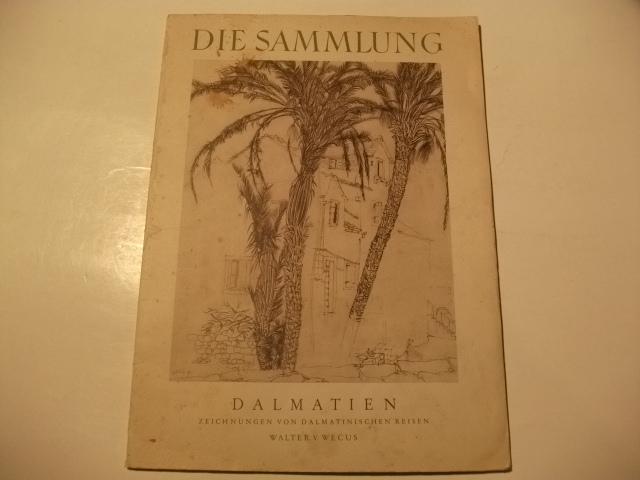 DIE SAMMLUNG
DALMATIEN
ZEICHNUNGEN VON DALMATINISCHEN REISEN
WALTER V. WECUS